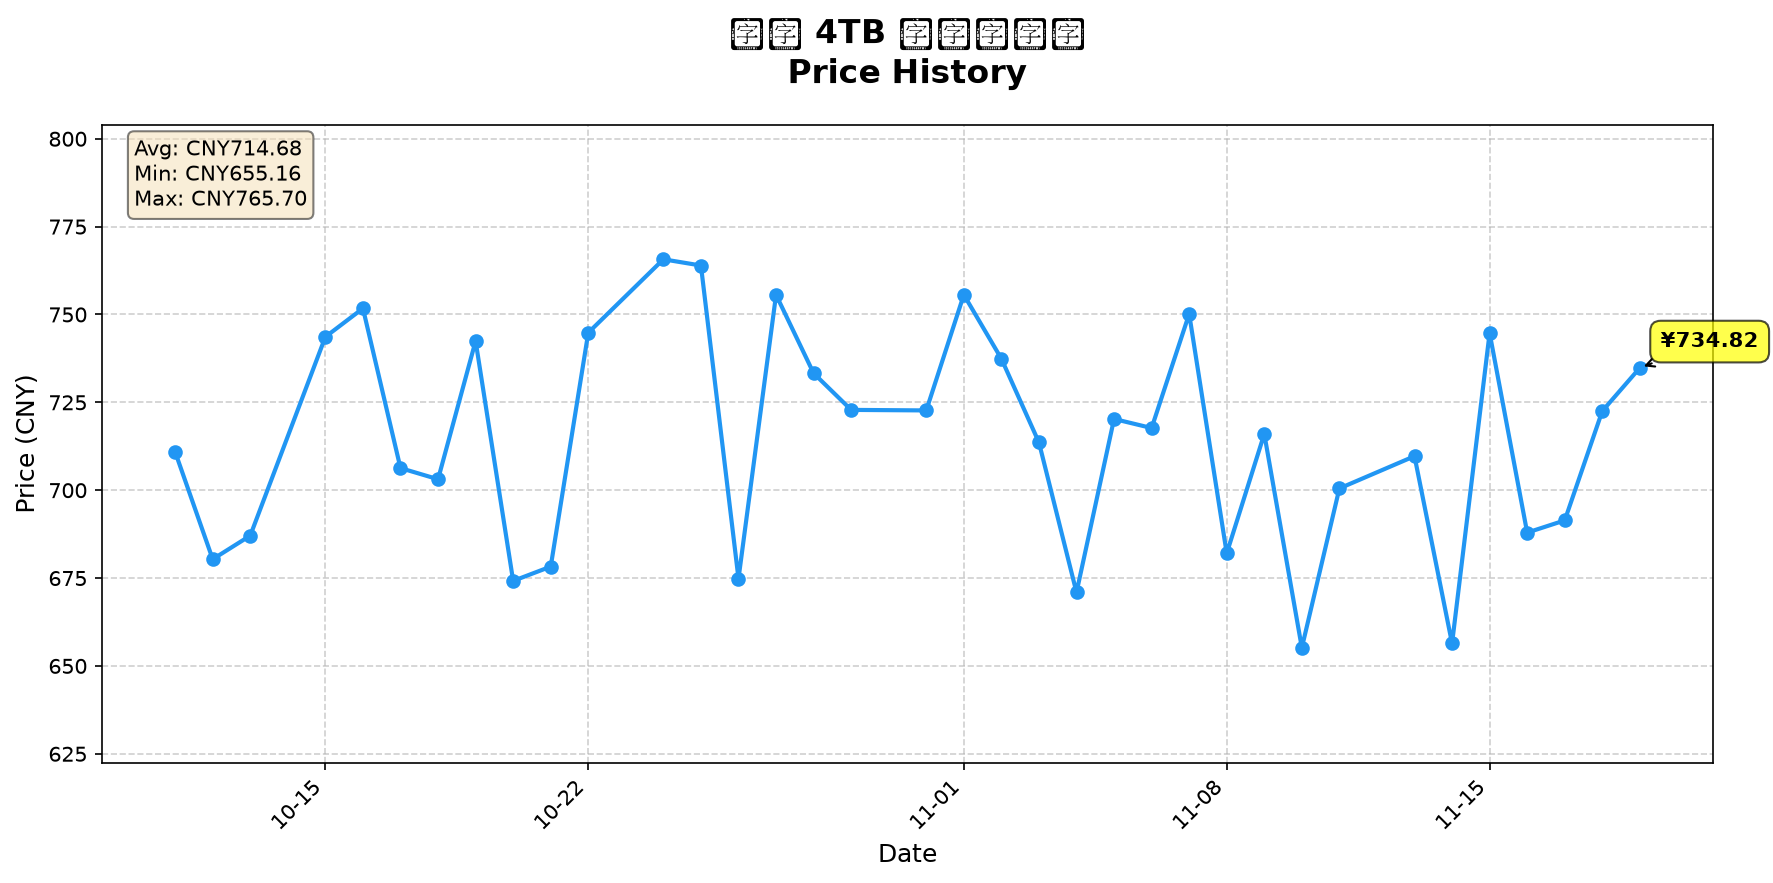 4TB
Price History
Avg: CNY714.68
Min: CNY655.16
Max: CNY765.70
800
775
750
725
700
675
650
625
Price (CNY)
¥734.82
10-15
10-22
11-01
11-08
11-15
Date